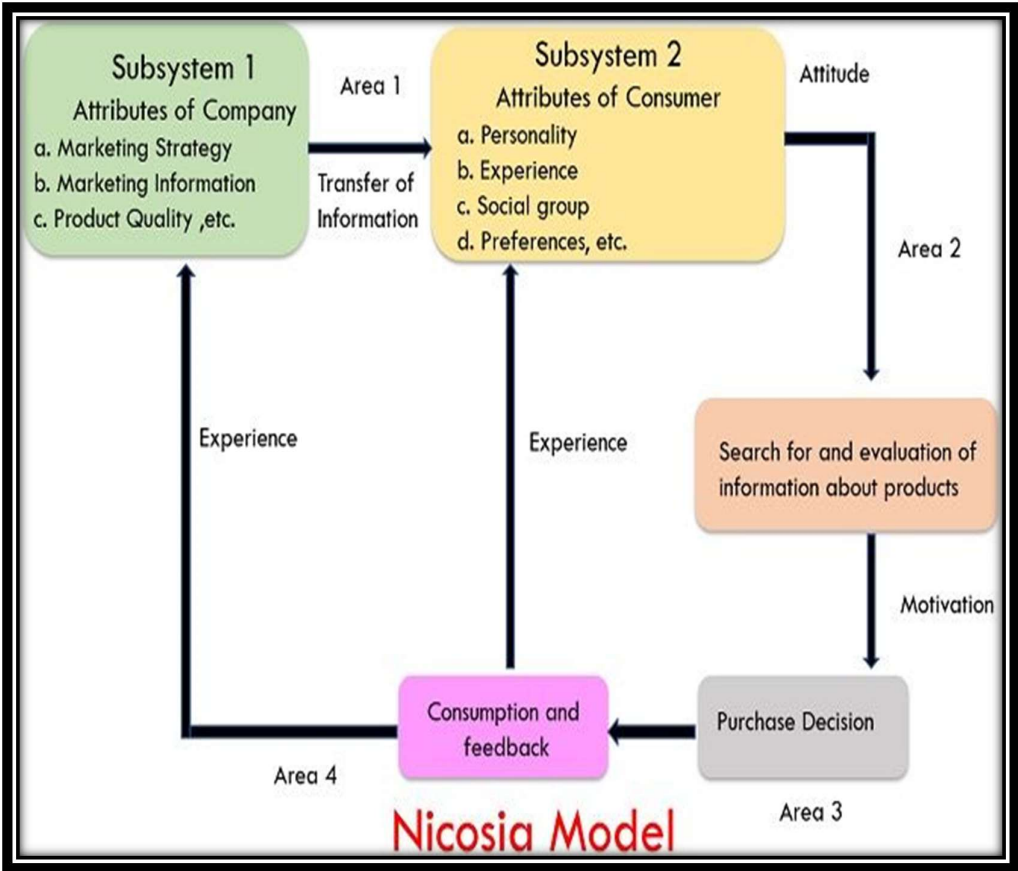 Subsystem 1
Attributes of Company
a. Marketing Strategy
b. Marketing Information
c. Product Quality ,etc.
Area 1
Transfer of
Information
Subsystem 2
Attributes of Consumer
a. Personality
b. Experience
c. Social group
d. Preferences, etc.
Attitude
Area 2
Search for and evaluation of
information about products
Motivation
Purchase Decision
Area 3
Consumption and
feedback
Experience
Experience
Area 4
Nicosia Model